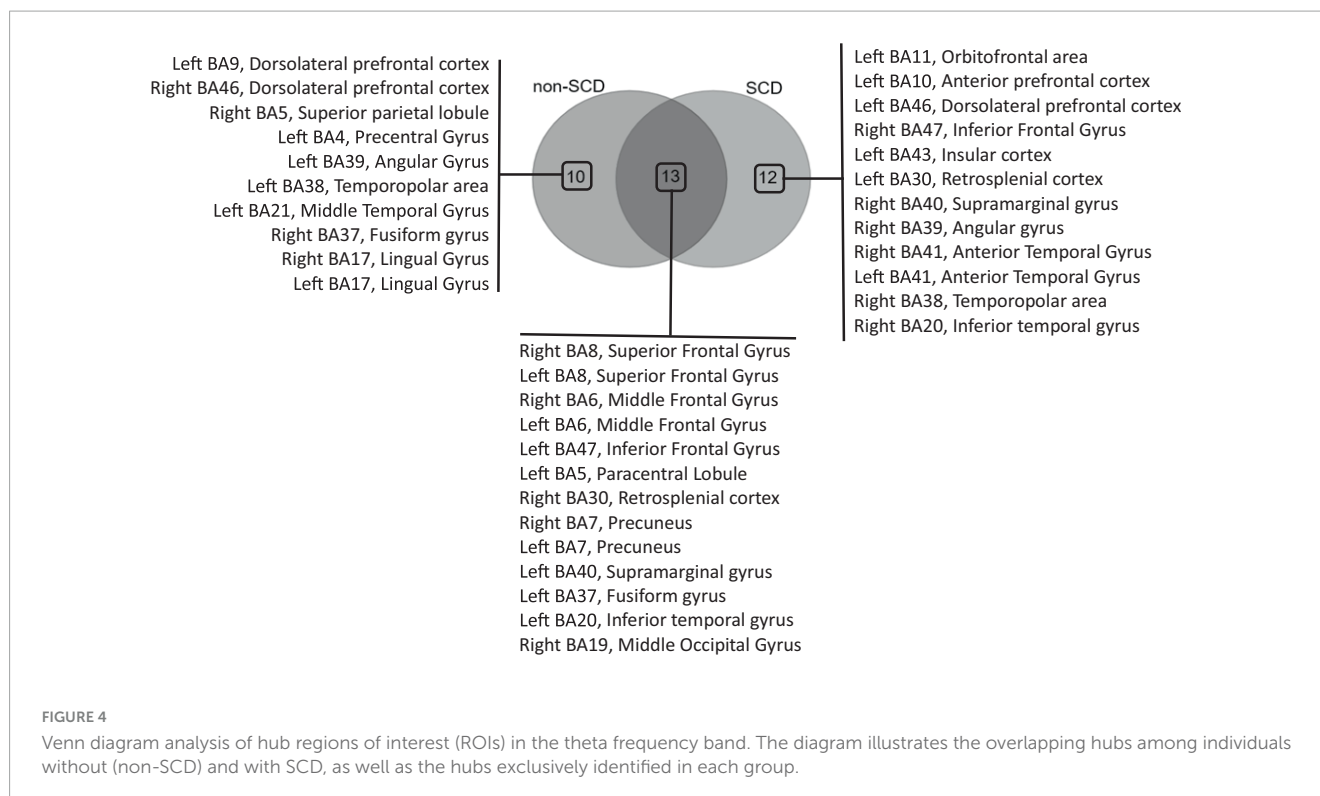 Left BA9, Dorsolateral prefrontal cortex
Right BA46, Dorsolateral prefrontal cortex
Right BA5, Superior parietal lobule
Left BA4, Precentral Gyrus
Left BA39, Angular Gyrus
Left BA38, Temporopolar area
Left BA21, Middle Temporal Gyrus
Right BA37, Fusiform gyrus
Right BA17, Lingual Gyrus
Left BA17, Lingual Gyrus
non-SCD
SCD
10
13
12
Left BA11, Orbitofrontal area
Left BA10, Anterior prefrontal cortex
Left BA46, Dorsolateral prefrontal cortex
Right BA47, Inferior Frontal Gyrus
Left BA43, Insular cortex
Left BA30, Retrosplenial cortex
Right BA40, Supramarginal gyrus
Right BA39, Angular gyrus
Right BA41, Anterior Temporal Gyrus
Left BA41, Anterior Temporal Gyrus
Right BA38, Temporopolar area
Right BA20, Inferior temporal gyrus
Right BA8, Superior Frontal Gyrus
Left BA8, Superior Frontal Gyrus
Right BA6, Middle Frontal Gyrus
Left BA6, Middle Frontal Gyrus
Left BA47, Inferior Frontal Gyrus
Left BA5, Paracentral Lobule
Right BA30, Retrosplenial cortex
Right BA7, Precuneus
Left BA7, Precuneus
Left BA40, Supramarginal gyrus
Left BA37, Fusiform gyrus
Left BA20, Inferior temporal gyrus
Right BA19, Middle Occipital Gyrus
FIGURE 4
Venn diagram analysis of hub regions of interest (ROIs) in the theta frequency band. The diagram illustrates the overlapping hubs among individuals
without (non-SCD) and with SCD, as well as the hubs exclusively identified in each group.